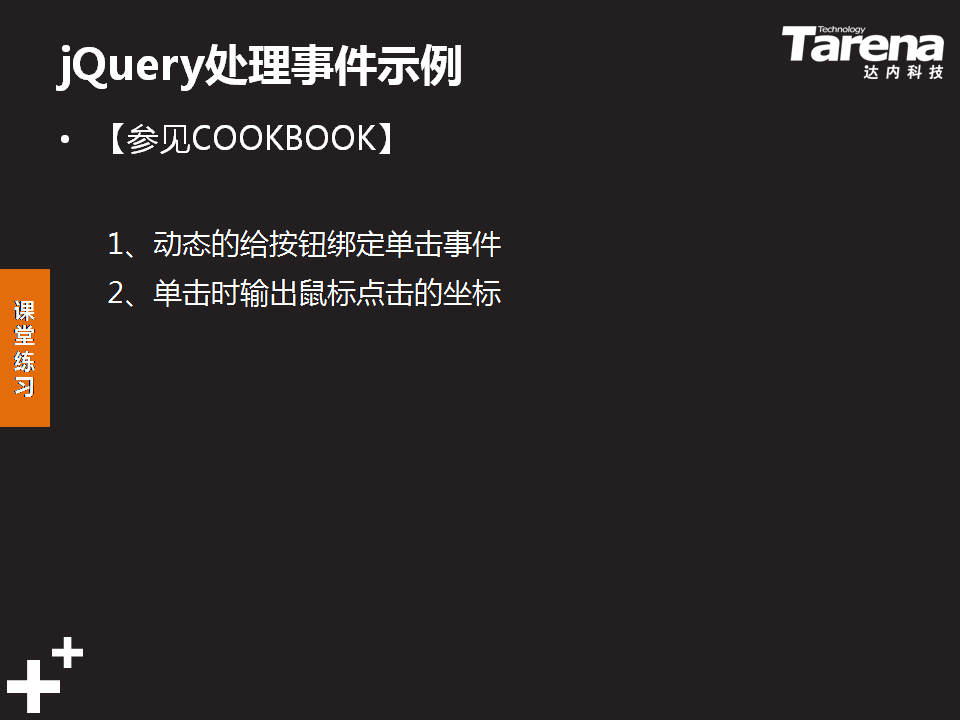 jQuery处理事件示例
Technology
Tarena
达内科技
• 【参见COOKBOOK】
1、动态的给按钮绑定单击事件
2、单击时输出鼠标点击的坐标
课堂练习